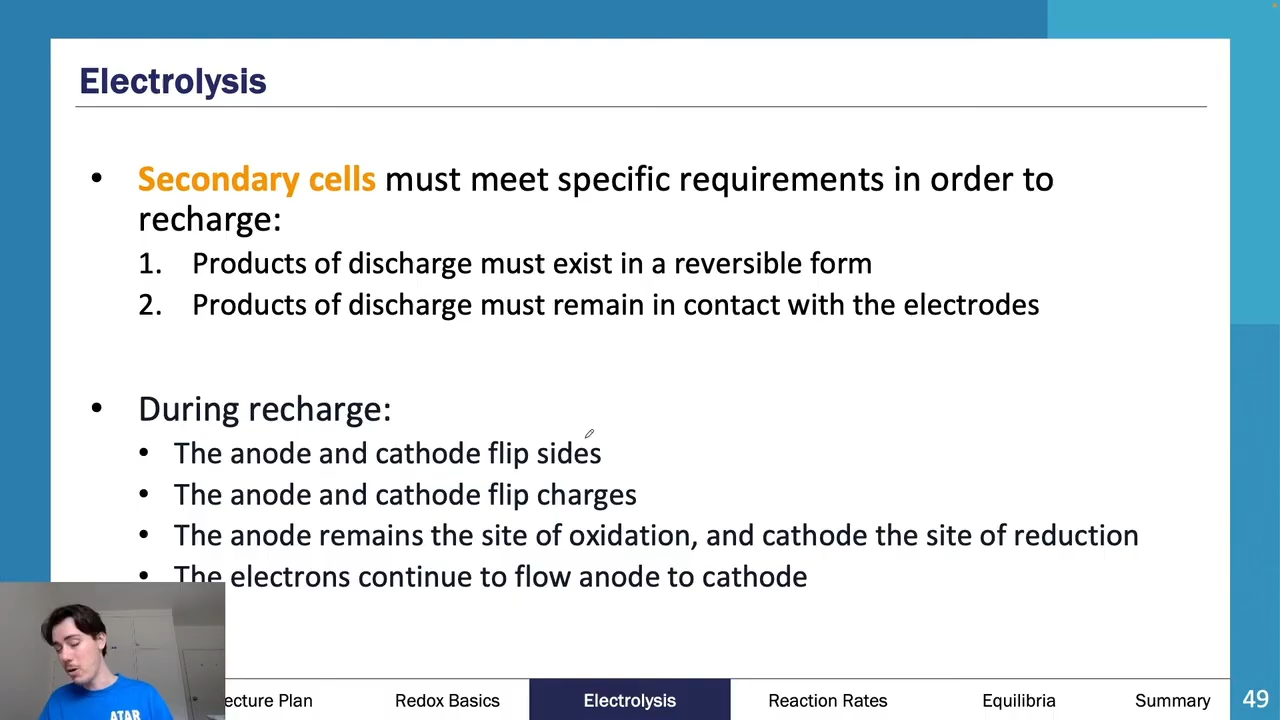 Electrolysis
• Secondary cells must meet specific requirements in order to
recharge:
1. Products of discharge must exist in a reversible form
2. Products of discharge must remain in contact with the electrodes
• During recharge:
• The anode and cathode flip sides
• The anode and cathode flip charges
• The anode remains the site of oxidation, and cathode the site of reduction
• The electrons continue to flow anode to cathode
ATAR
ecture Plan Redox Basics Electrolysis Reaction Rates Equilibria Summary 49